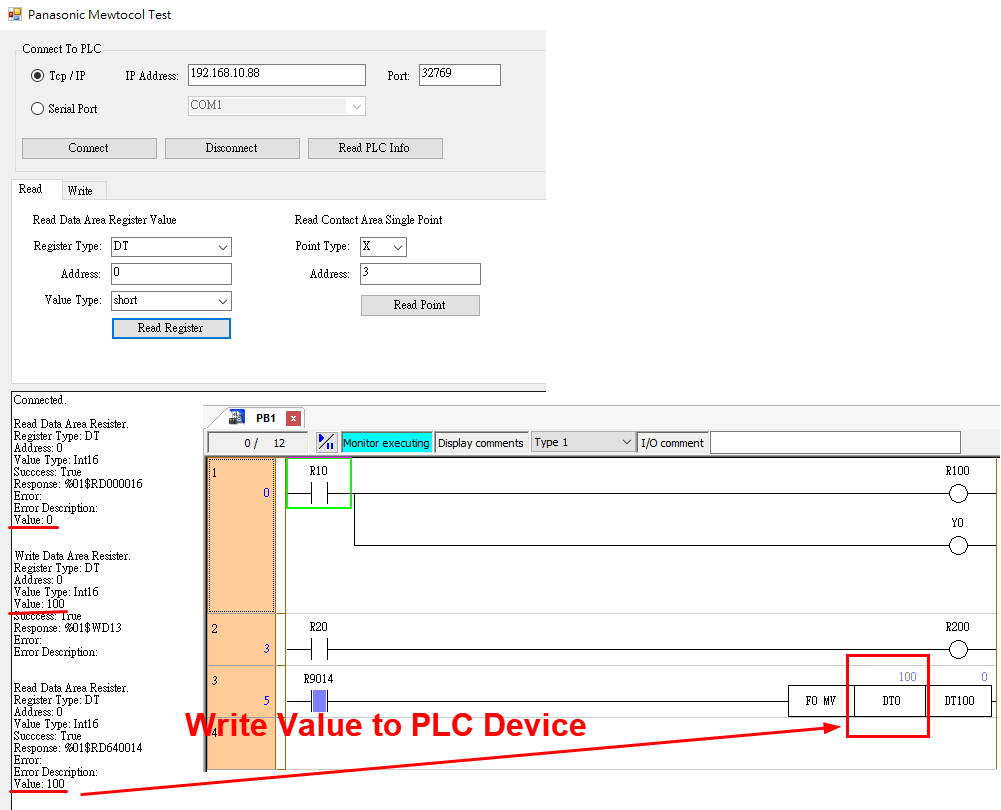 Panasonic Mewtocol Test
Connect To PLC
Tcp / IP IP Address: 192.168.10.88 Port: 32769
Serial Port COM1
Connect Disconnect Read PLC Info
Read Write
Read Data Area Register Value Read Contact Area Single Point
Register Type: DT Point Type: X
Address: 0 Address: 3
Value Type: short Read Point
Read Register
Connected.
Read Data Area Resister.
Register Type: DT
Address: 0
Value Type: Int16
Succcess: True
Response: %01$RD000016
Error:
Error Description:
Value: 0
Write Data Area Resister.
Register Type: DT
Address: 0
Value Type: Int16
Value: 100
Succcess: True
Response: %01$WD13
Error:
Error Description:
Read Data Area Resister.
Register Type: DT
Address: 0
Value Type: Int16
Succcess: True
Response: %01$RD640014
Error:
Error Description:
Value: 100
PB1 x
0 / 12 Monitor executing Display comments Type 1 I/O comment
1 R10 R100
0
Y0
2 R20 R200
3
3 R9014 100 0
5 F0 MV DT0 DT100
4
Write Value to PLC Device